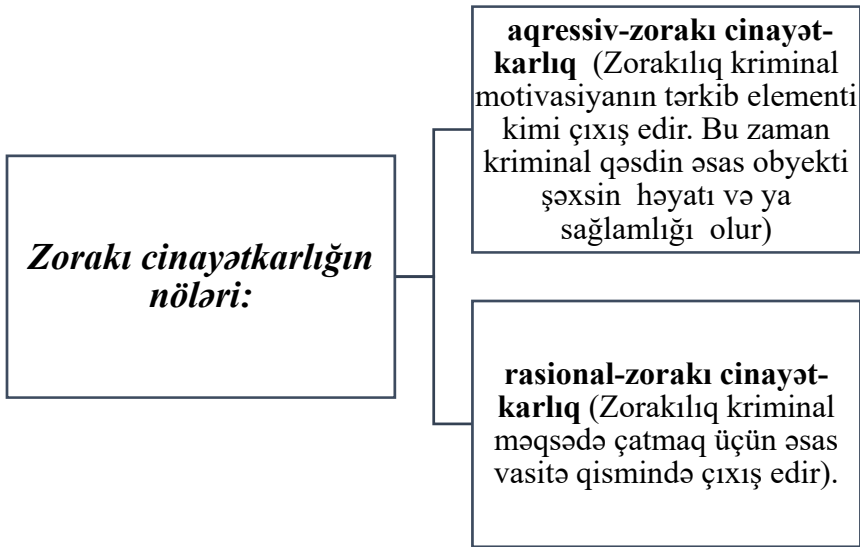 Zorakı cinayətkarlığın
nöləri:
aqressiv-zorakı cinayət-
karlıq (Zorakılıq kriminal
motivasiyanın tərkib elementi
kimi çıxış edir. Bu zaman
kriminal qəsdin əsas obyekti
şəxsin həyatı və ya
sağlamlığı olur)
rasional-zorakı cinayət-
karlıq (Zorakılıq kriminal
məqsədə çatmaq üçün əsas
vasitə qismində çıxış edir).